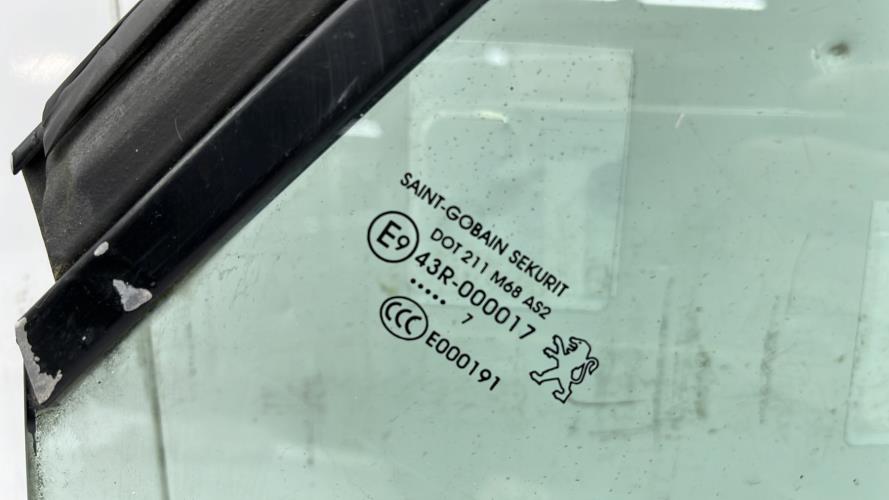 SAINT-GOBAIN SEKURIT
DOT 211 M68 AS2
E9 43R-000017
.....
7
CCC E000191